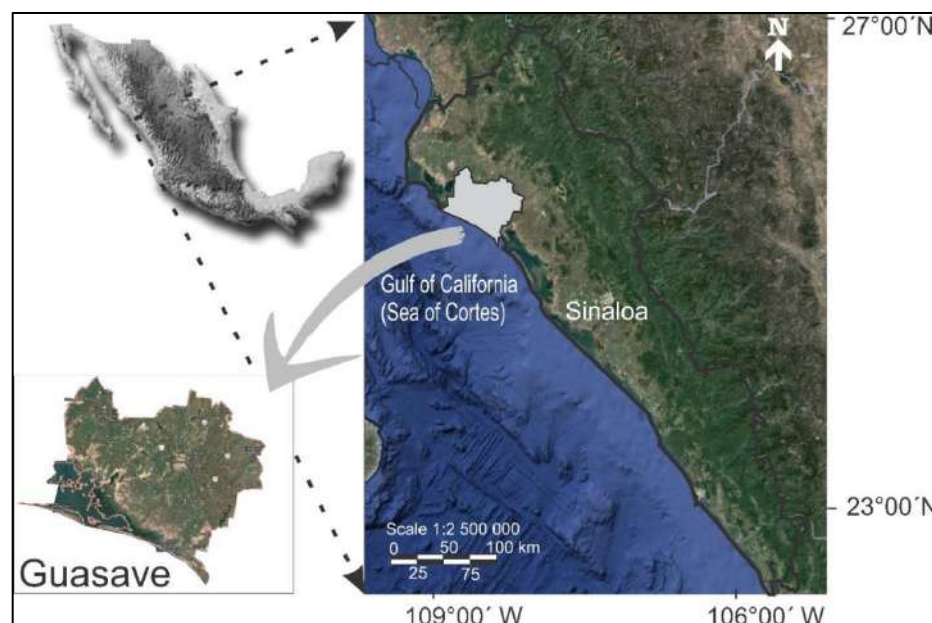 27°00´N
N
Gulf of California
(Sea of Cortes)
Sinaloa
23°00´N
Scale 1:2 500 000
0 50 100 km
25 75
Guasave
109°00´ W
106°00´ W